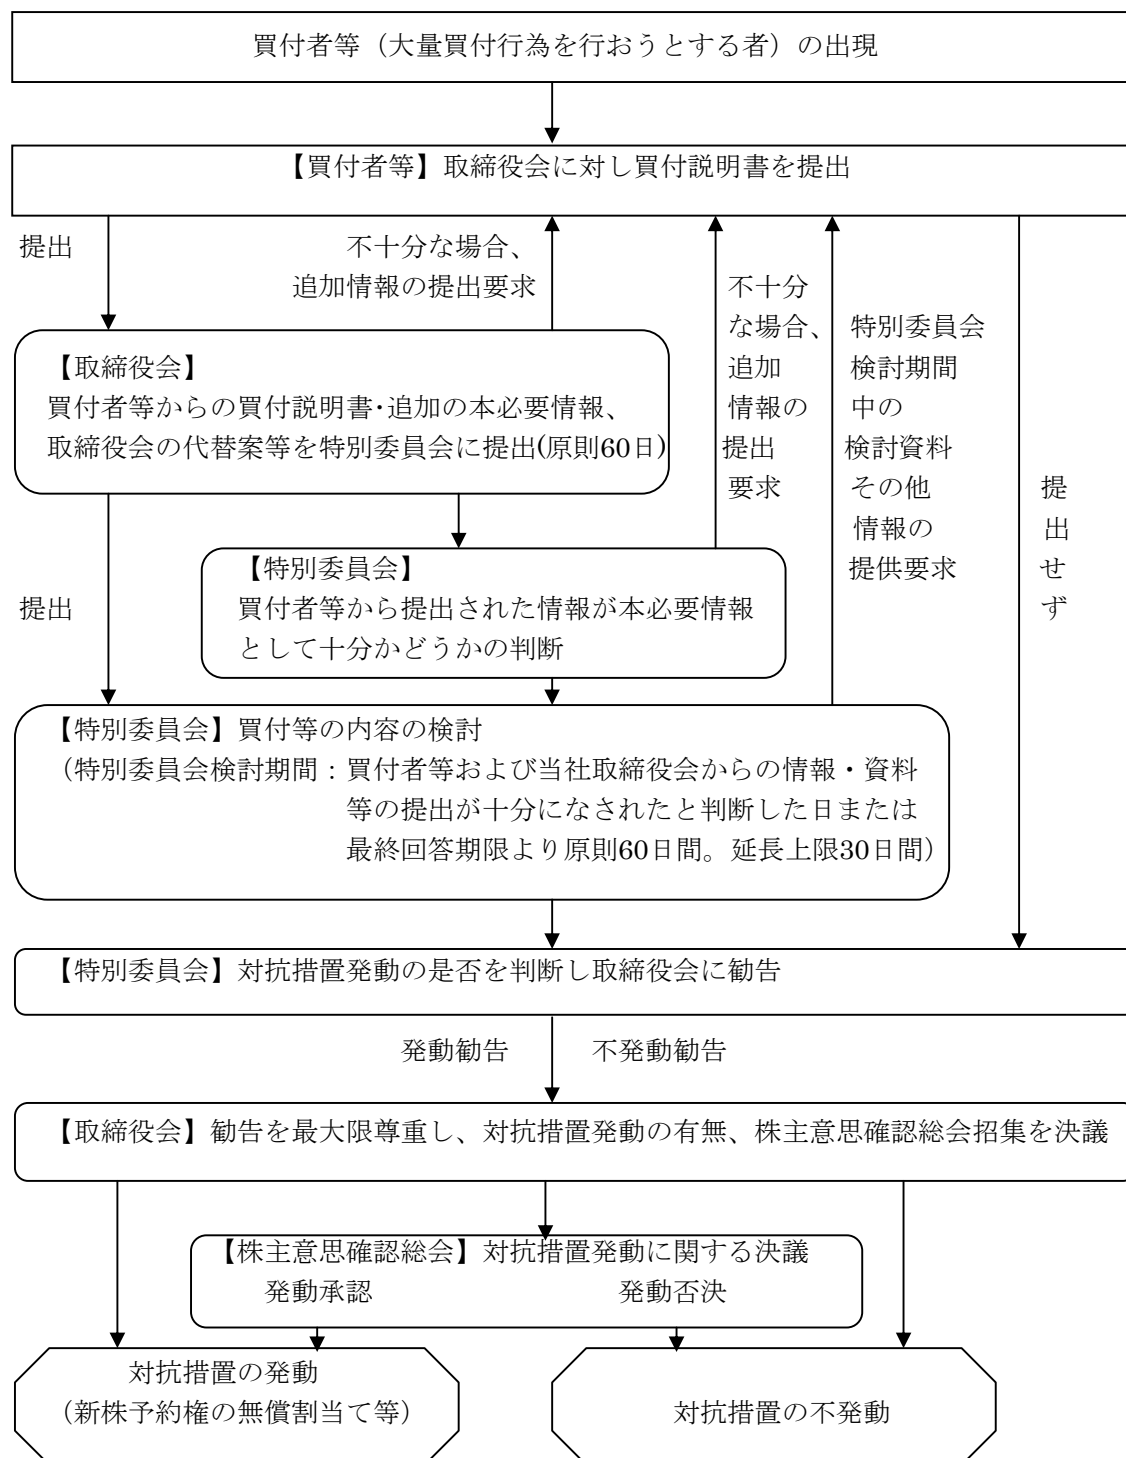 買付者等（大量買付行為を行おうとする者）の出現
【買付者等】取締役会に対し買付説明書を提出
提出
不十分な場合、
追加情報の提出要求
不十分
な場合、
追加
情報の
提出
要求
特別委員会
検討期間
中の
検討資料
その他
情報の
提供要求
提
出
せ
ず
【取締役会】
買付者等からの買付説明書･追加の本必要情報、
取締役会の代替案等を特別委員会に提出(原則60日)
提出
【特別委員会】
買付者等から提出された情報が本必要情報
として十分かどうかの判断
【特別委員会】買付等の内容の検討
（特別委員会検討期間：買付者等および当社取締役会からの情報・資料
等の提出が十分になされたと判断した日または
最終回答期限より原則60日間。延長上限30日間）
【特別委員会】対抗措置発動の是否を判断し取締役会に勧告
発動勧告
不発動勧告
【取締役会】勧告を最大限尊重し、対抗措置発動の有無、株主意思確認総会招集を決議
【株主意思確認総会】対抗措置発動に関する決議
発動承認
発動否決
対抗措置の発動
（新株予約権の無償割当て等）
対抗措置の不発動